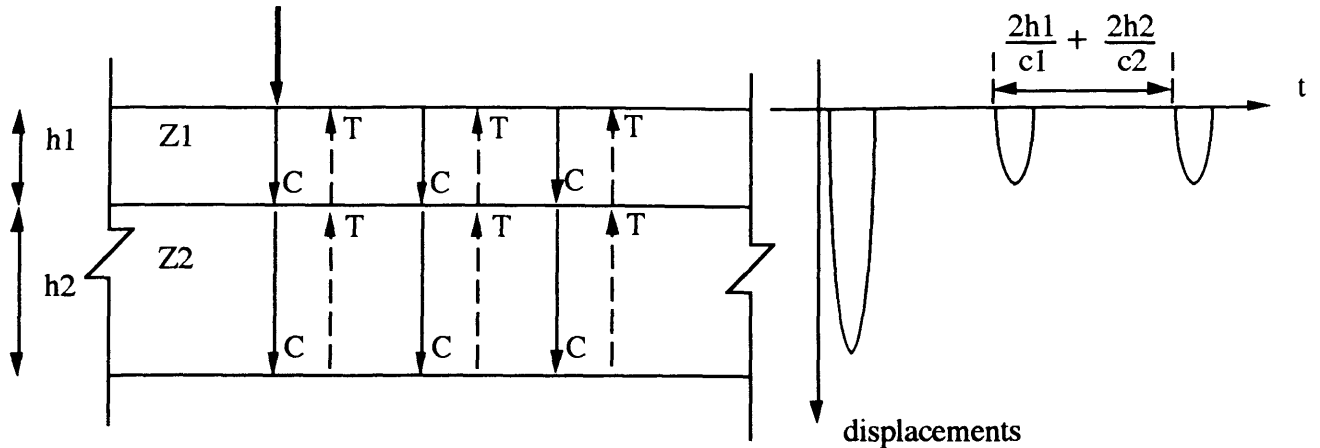 2h1 + 2h2
c1 c2
t
h1
Z1
T T T
C C C
T T T
Z2
h2
C C C
displacements